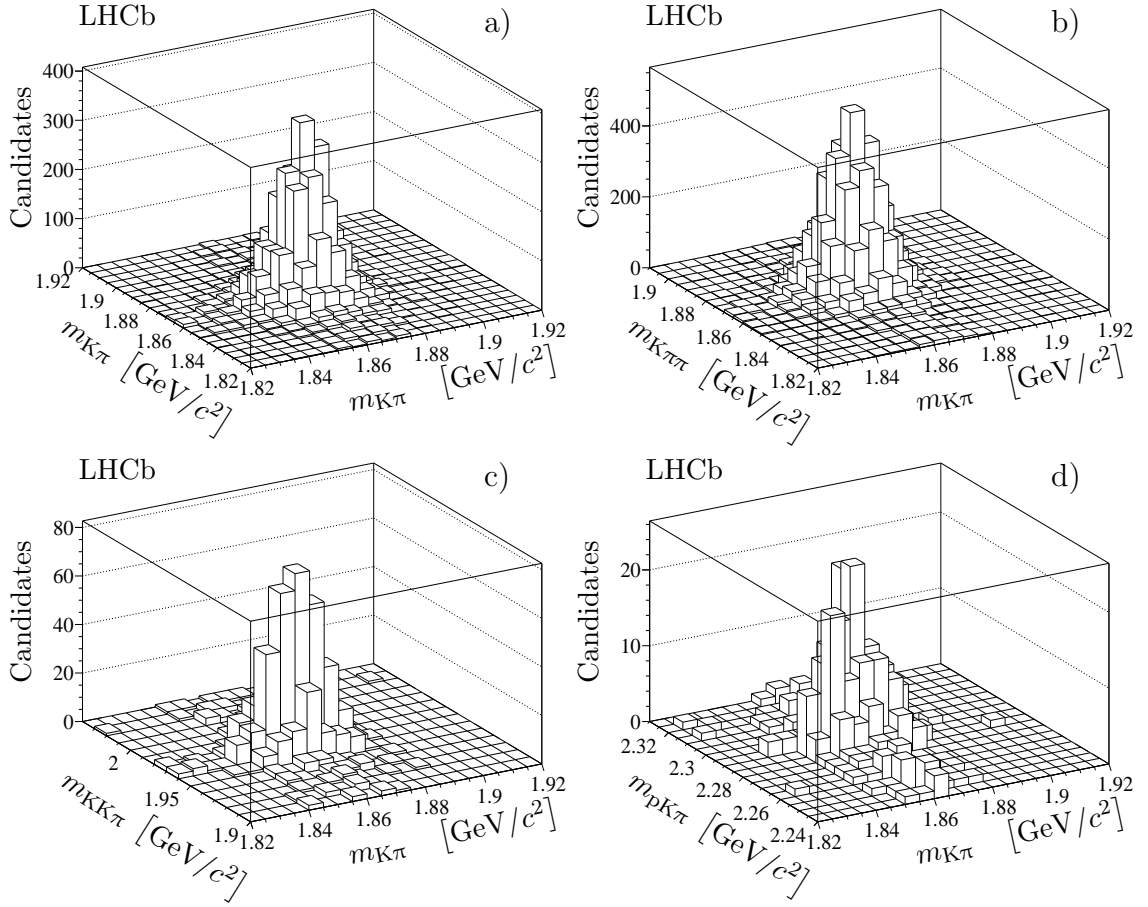 LHCb
a)
Candidates
400
300
200
100
0
1.92
1.9
1.88
1.86
1.84
1.82
mKπ [GeV/c²]
1.82
1.84
1.86
1.88
1.9
1.92
mKπ [GeV/c²]
LHCb
b)
Candidates
400
200
0
1.9
1.88
1.86
1.84
1.82
mKππ [GeV/c²]
1.82
1.84
1.86
1.88
1.9
1.92
mKπ [GeV/c²]
LHCb
c)
Candidates
80
60
40
20
0
2
1.95
1.9
mKKπ [GeV/c²]
1.82
1.84
1.86
1.88
1.9
1.92
mKπ [GeV/c²]
LHCb
d)
Candidates
20
10
0
2.32
2.3
2.28
2.26
2.24
mpKπ [GeV/c²]
1.82
1.84
1.86
1.88
1.9
1.92
mKπ [GeV/c²]